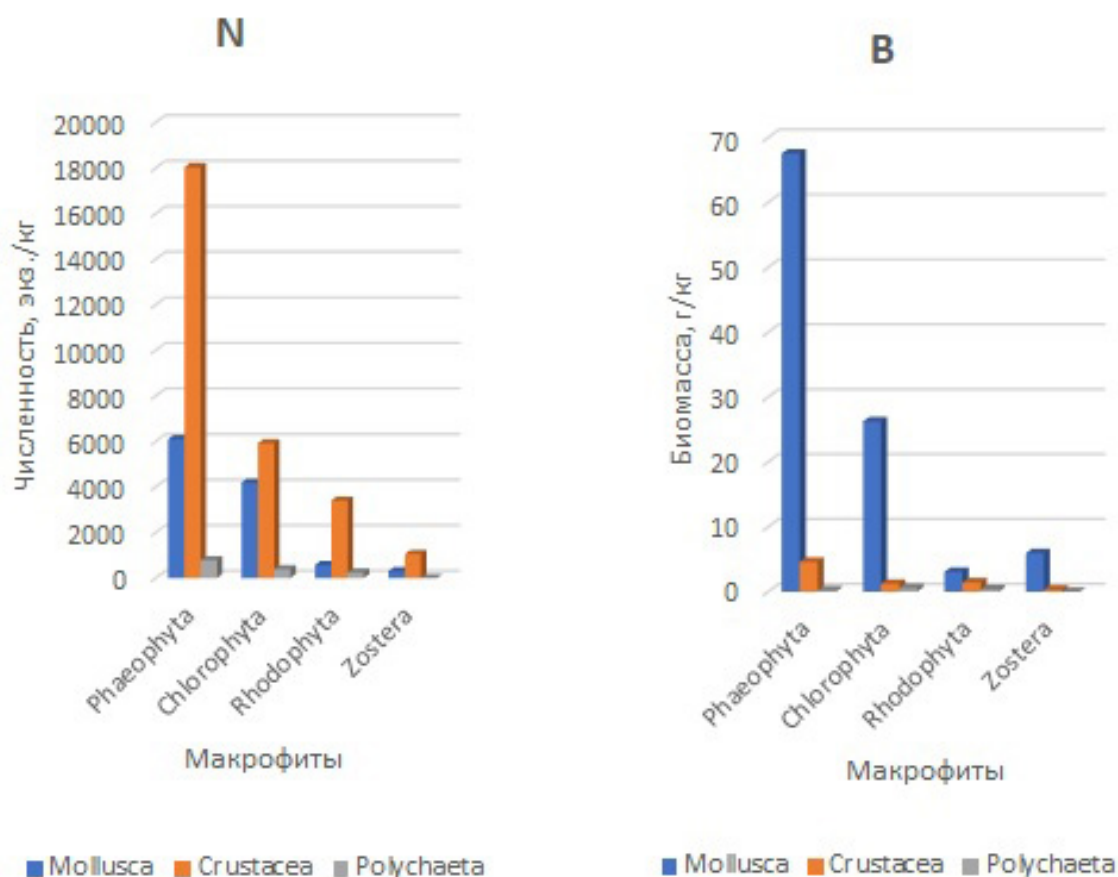 N
Численность, экз./кг
20000
18000
16000
14000
12000
10000
8000
6000
4000
2000
0
Phaeophyta
Chlorophyta
Rhodophyta
Zostera
Макрофиты
Mollusca Crustacea Polychaeta
B
Биомасса, г/кг
70
60
50
40
30
20
10
0
Phaeophyta
Chlorophyta
Rhodophyta
Zostera
Макрофиты
Mollusca Crustacea Polychaeta